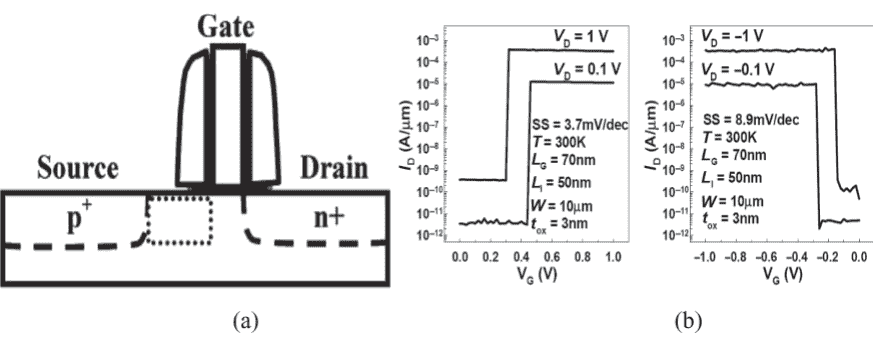 Gate
Source
Drain
p+
n+
(a)
I_D (A/μm)
10⁻³
10⁻⁴
10⁻⁵
10⁻⁶
10⁻⁷
10⁻⁸
10⁻⁹
10⁻¹⁰
10⁻¹¹
10⁻¹²
V_D = 1 V
V_D = 0.1 V
SS = 3.7mV/dec
T = 300K
L_G = 70nm
L_i = 50nm
W = 10μm
t_ox = 3nm
0.0 0.2 0.4 0.6 0.8 1.0
V_G (V)
I_D (A/μm)
10⁻³
10⁻⁴
10⁻⁵
10⁻⁶
10⁻⁷
10⁻⁸
10⁻⁹
10⁻¹⁰
10⁻¹¹
10⁻¹²
V_D = –1 V
V_D = –0.1 V
SS = 8.9mV/dec
T = 300K
L_G = 70nm
L_i = 50nm
W = 10μm
t_ox = 3nm
–1.0 –0.8 –0.6 –0.4 –0.2 0.0
V_G (V)
(b)